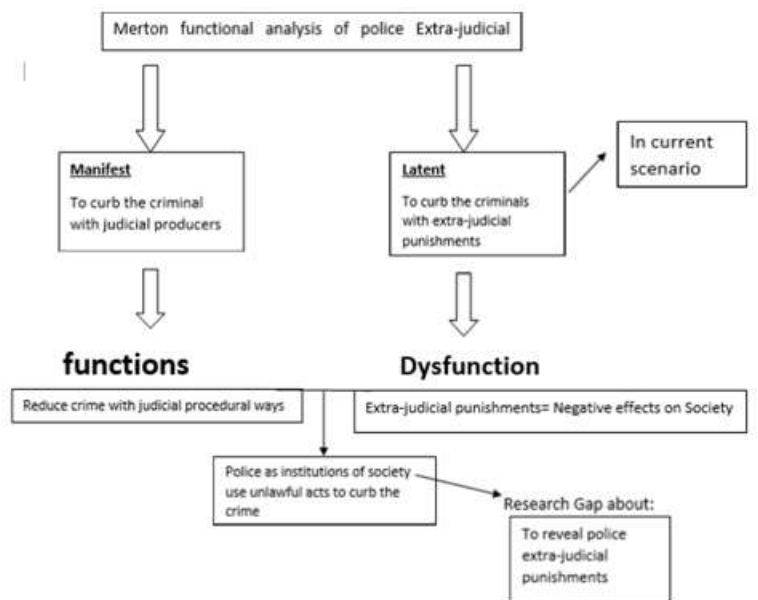 Merton functional analysis of police Extra-judicial
Manifest
To curb the criminal
with judicial producers
Latent
To curb the criminals
with extra-judicial
punishments
In current
scenario
functions
Dysfunction
Reduce crime with judicial procedural ways
Extra-judicial punishments= Negative effects on Society
Police as institutions of society
use unlawful acts to curb the
crime
Research Gap about:
To reveal police
extra-judicial
punishments